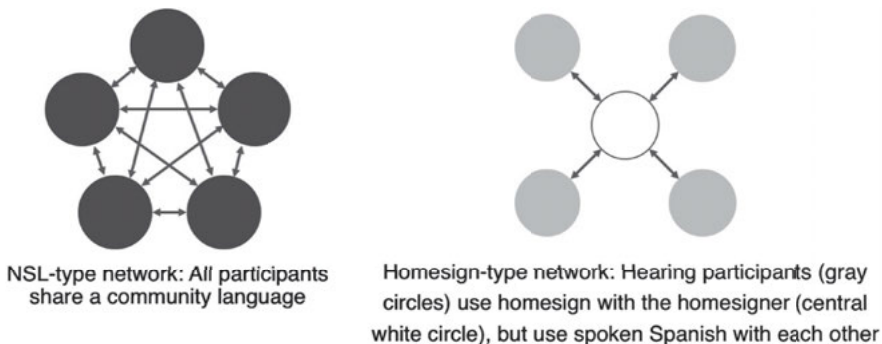 NSL-type network: All participants
share a community language
Homesign-type network: Hearing participants (gray
circles) use homesign with the homesigner (central
white circle), but use spoken Spanish with each other